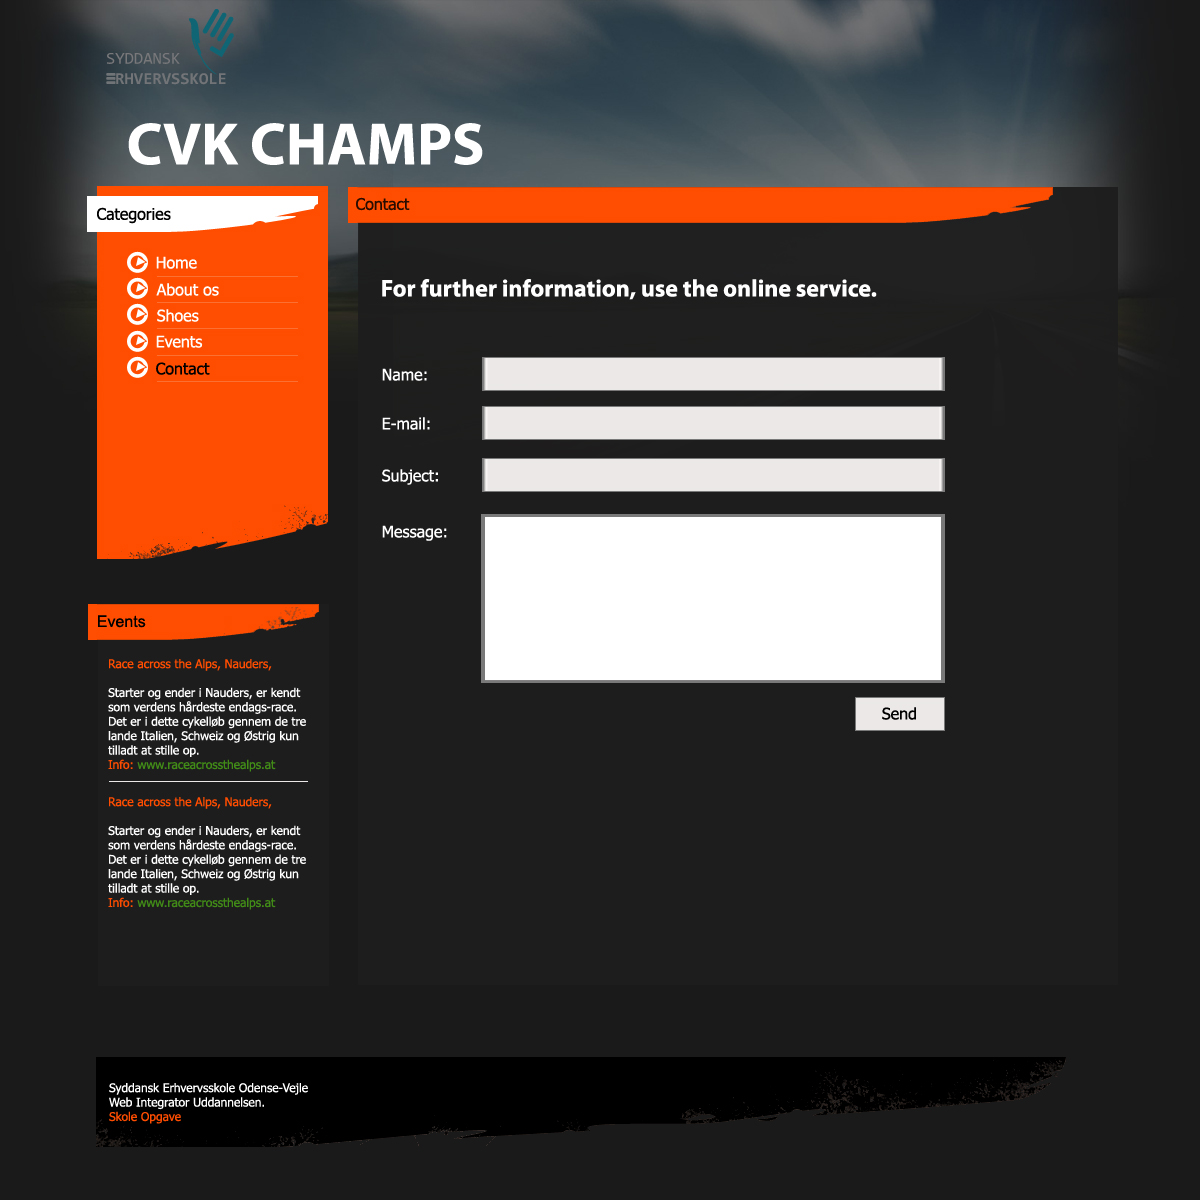 SYDDANSK
ERHVERVSSKOLE
CVK CHAMPS
Categories
Home
About os
Shoes
Events
Contact
Contact
For further information, use the online service.
Name:
E-mail:
Subject:
Message:
Send
Events
Race across the Alps, Nauders,
Starter og ender i Nauders, er kendt
som verdens hårdeste endags-race.
Det er i dette cykelløb gennem de tre
lande Italien, Schweiz og Østrig kun
tilladt at stille op.
Info: www.raceacrossthealps.at
Race across the Alps, Nauders,
Starter og ender i Nauders, er kendt
som verdens hårdeste endags-race.
Det er i dette cykelløb gennem de tre
lande Italien, Schweiz og Østrig kun
tilladt at stille op.
Info: www.raceacrossthealps.at
Syddansk Erhvervsskole Odense-Vejle
Web Integrator Uddannelsen.
Skole Opgave